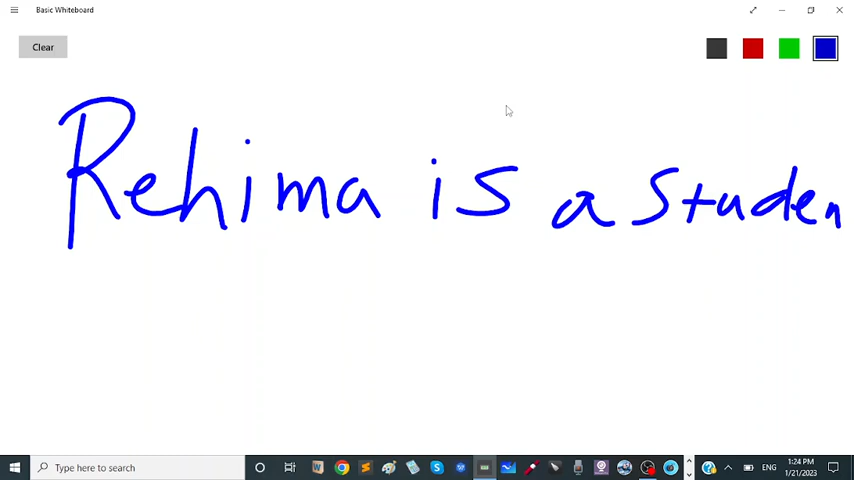 Basic Whiteboard
Clear
Rehima is a studen
Type here to search
ENG
1:24 PM
1/21/2023